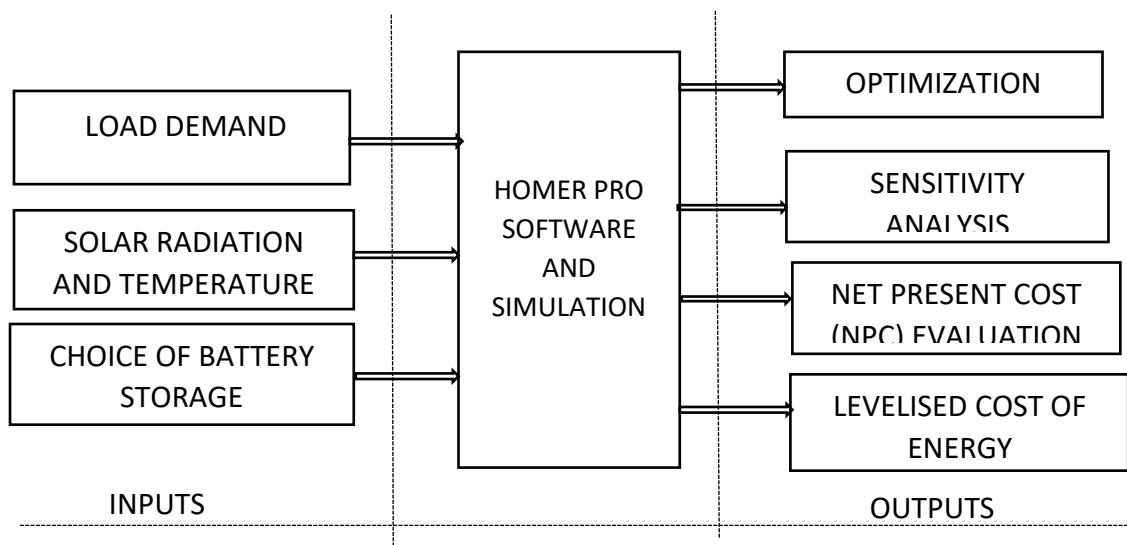 LOAD DEMAND
SOLAR RADIATION
AND TEMPERATURE
CHOICE OF BATTERY
STORAGE
INPUTS
HOMER PRO
SOFTWARE
AND
SIMULATION
OPTIMIZATION
SENSITIVITY
ANALYSIS
NET PRESENT COST
(NPC) EVALUATION
LEVELISED COST OF
ENERGY
OUTPUTS